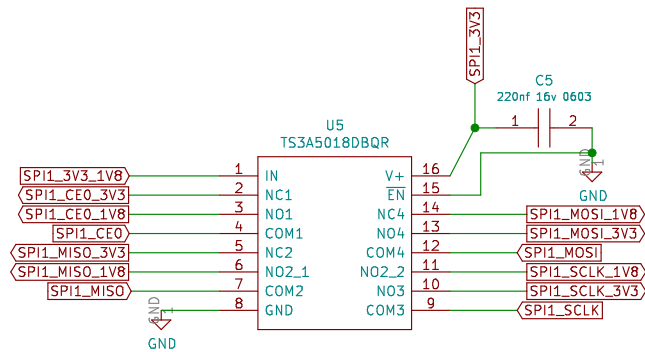 SPI1_3V3
C5
220nf 16v 0603
1 2
U5
TS3A5018DBQR
GND
1
GND
SPI1_3V3_1V8 1 IN V+ 16
SPI1_CE0_3V3 2 NC1 EN 15
SPI1_CE0_1V8 3 NO1 NC4 14 SPI1_MOSI_1V8
SPI1_CE0 4 COM1 NO4 13 SPI1_MOSI_3V3
SPI1_MISO_3V3 5 NC2 COM4 12 SPI1_MOSI
SPI1_MISO_1V8 6 NO2_1 NO2_2 11 SPI1_SCLK_1V8
SPI1_MISO 7 COM2 NO3 10 SPI1_SCLK_3V3
8 GND COM3 9 SPI1_SCLK
GND
1
GND